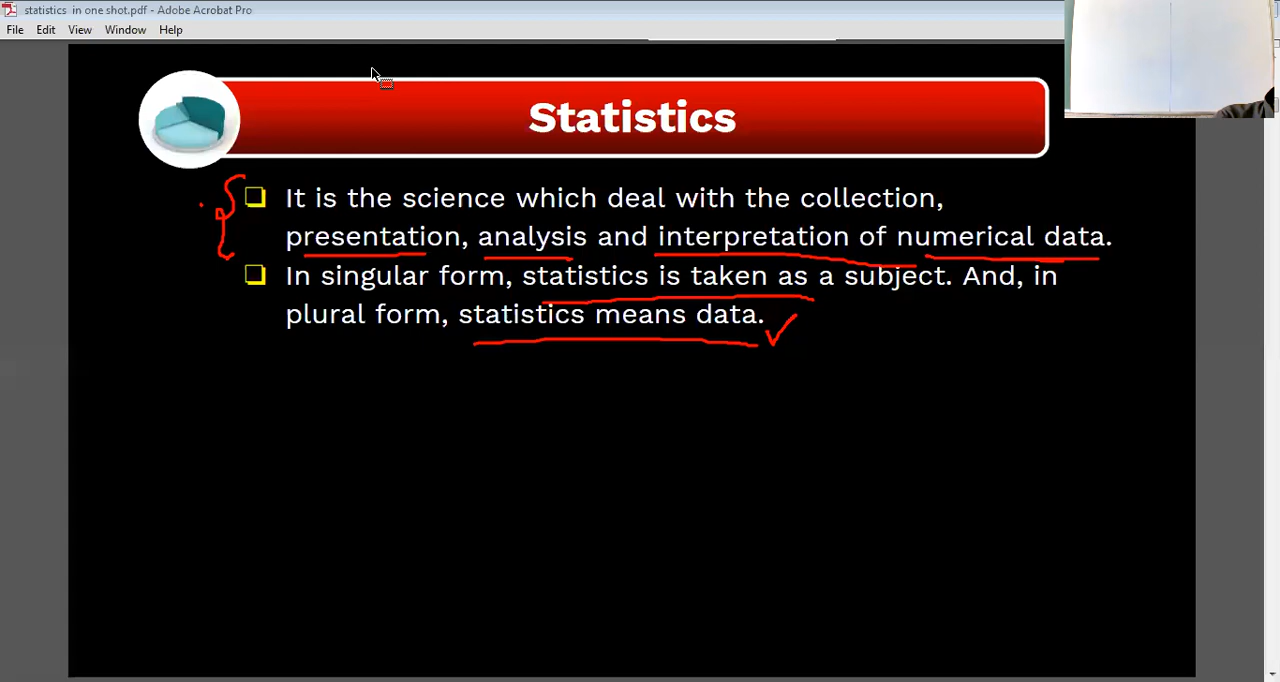 statistics in one shot.pdf - Adobe Acrobat Pro
File Edit View Window Help
Statistics
It is the science which deal with the collection,
presentation, analysis and interpretation of numerical data.
In singular form, statistics is taken as a subject. And, in
plural form, statistics means data.